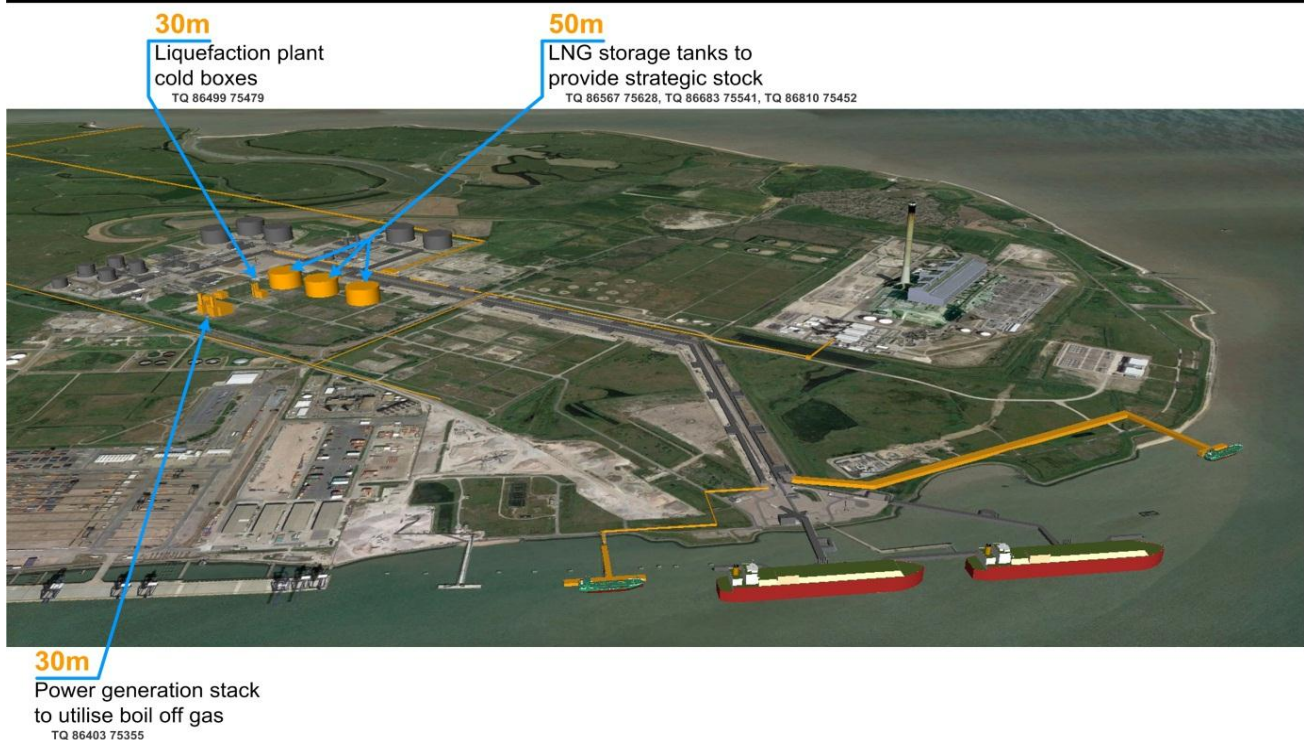 30m
Liquefaction plant
cold boxes
TQ 86499 75479
50m
LNG storage tanks to
provide strategic stock
TQ 86567 75628, TQ 86683 75541, TQ 86810 75452
30m
Power generation stack
to utilise boil off gas
TQ 86403 75355